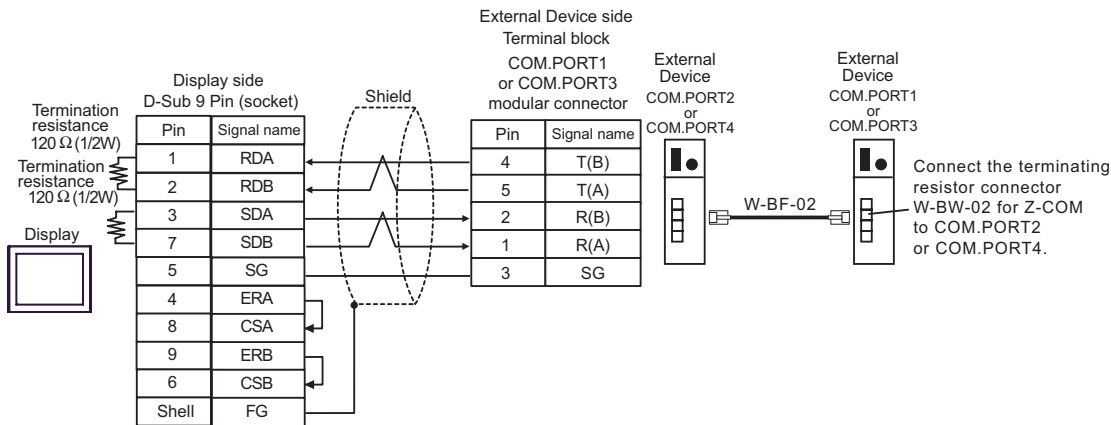 External Device side
Terminal block
COM.PORT1
or COM.PORT3
modular connector
External
Device
COM.PORT2
or
COM.PORT4
External
Device
COM.PORT1
or
COM.PORT3
Display side
D-Sub 9 Pin (socket)
Shield
Termination
resistance
120 Ω (1/2W)
Termination
resistance
120 Ω (1/2W)
Display
Pin Signal name
1 RDA
2 RDB
3 SDA
7 SDB
5 SG
4 ERA
8 CSA
9 ERB
6 CSB
Shell FG
Pin Signal name
4 T(B)
5 T(A)
2 R(B)
1 R(A)
3 SG
W-BF-02
Connect the terminating
resistor connector
W-BW-02 for Z-COM
to COM.PORT2
or COM.PORT4.